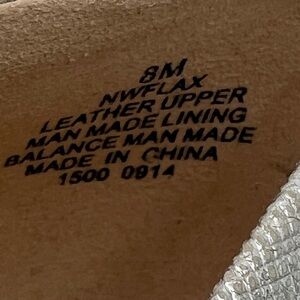 8M
NWFLAX
LEATHER UPPER
MAN MADE LINING
BALANCE MAN MADE
MADE IN CHINA
1500 0914